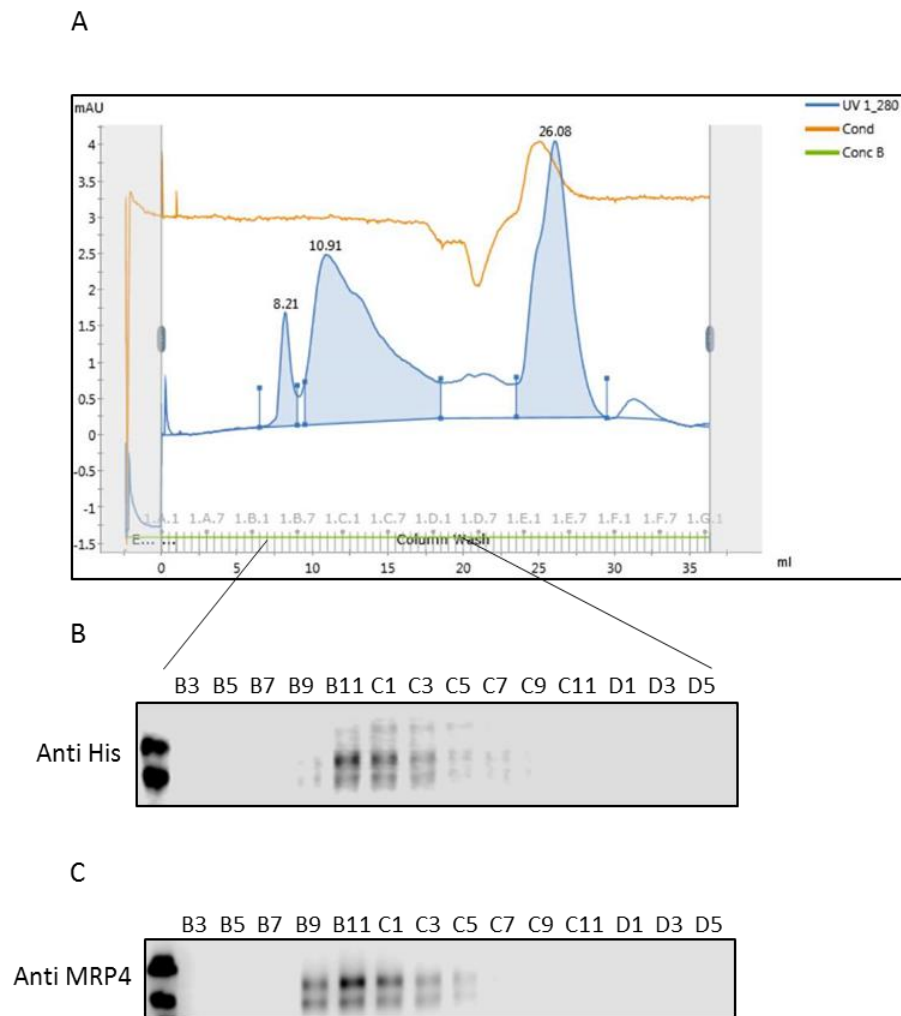 A
mAU
UV 1_280
Cond
Conc B
4
3.5
3
2.5
2
1.5
1
0.5
0
-0.5
-1
-1.5
8.21
10.91
26.08
1.A.1 1.A.7 1.B.1 1.B.7 1.C.1 1.C.7 1.D.1 1.D.7 1.E.1 1.E.7 1.F.1 1.F.7 1.G.1
E... ... Column Wash
0 5 10 15 20 25 30 35 ml
B
B3 B5 B7 B9 B11 C1 C3 C5 C7 C9 C11 D1 D3 D5
Anti His
C
B3 B5 B7 B9 B11 C1 C3 C5 C7 C9 C11 D1 D3 D5
Anti MRP4